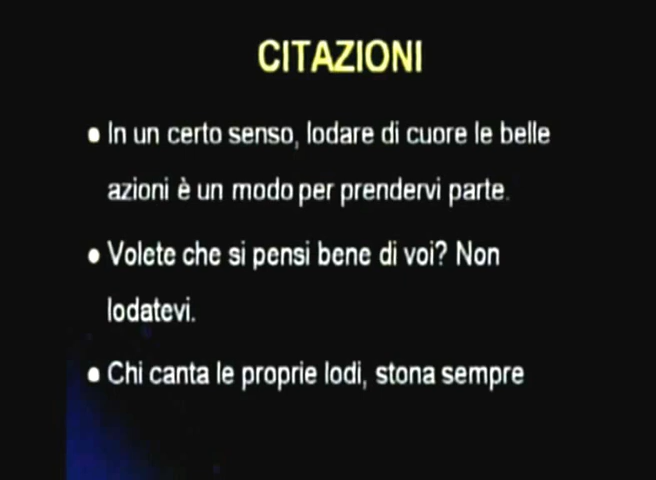 CITAZIONI
• In un certo senso, lodare di cuore le belle
azioni è un modo per prendervi parte.
• Volete che si pensi bene di voi? Non
lodatevi.
• Chi canta le proprie lodi, stona sempre